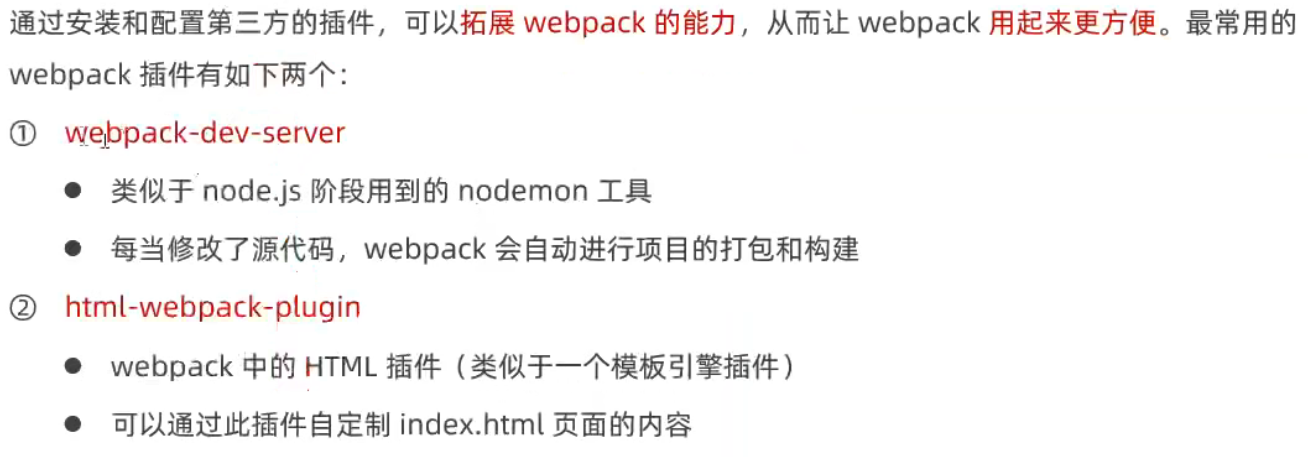 通过安装和配置第三方的插件，可以拓展 webpack 的能力，从而让 webpack 用起来更方便。最常用的
webpack 插件有如下两个：
① webpack-dev-server
● 类似于 node.js 阶段用到的 nodemon 工具
● 每当修改了源代码，webpack 会自动进行项目的打包和构建
② html-webpack-plugin
● webpack 中的 HTML 插件（类似于一个模板引擎插件）
● 可以通过此插件自定制 index.html 页面的内容